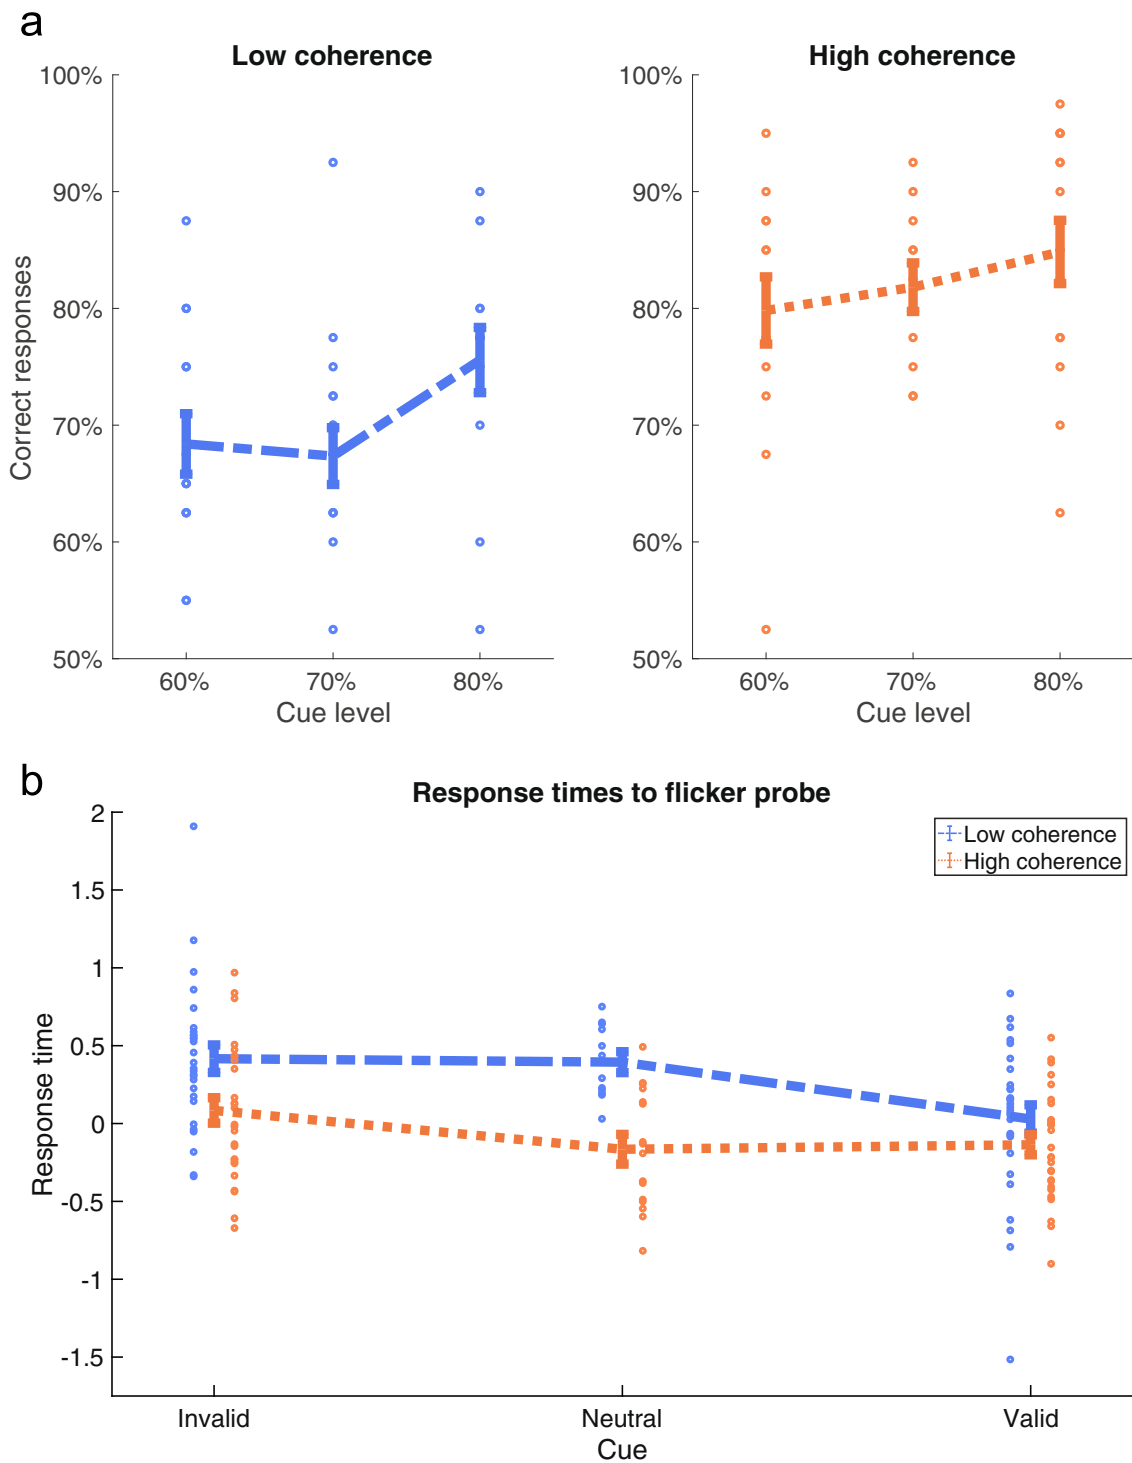 a
Low coherence
High coherence
100%
90%
80%
70%
60%
50%
Correct responses
60%
70%
80%
Cue level
100%
90%
80%
70%
60%
50%
60%
70%
80%
Cue level
b
Response times to flicker probe
2
1.5
1
0.5
0
-0.5
-1
-1.5
Response time
Low coherence
High coherence
Invalid
Neutral
Valid
Cue